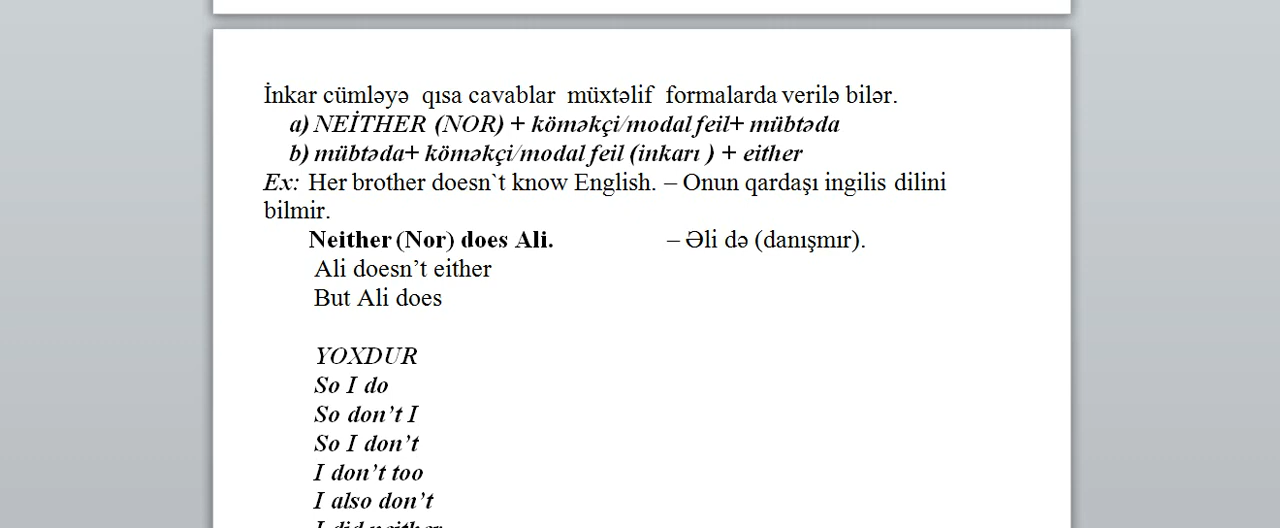 İnkar cümləyə qısa cavablar müxtəlif formalarda verilə bilər.
a) NEİTHER (NOR) + köməkçi/modal feil+ mübtəda
b) mübtəda+ köməkçi/modal feil (inkarı ) + either
Ex: Her brother doesn`t know English. – Onun qardaşı ingilis dilini
bilmir.
Neither (Nor) does Ali. – Əli də (danışmır).
Ali doesn’t either
But Ali does
YOXDUR
So I do
So don’t I
So I don’t
I don’t too
I also don’t
I did neither